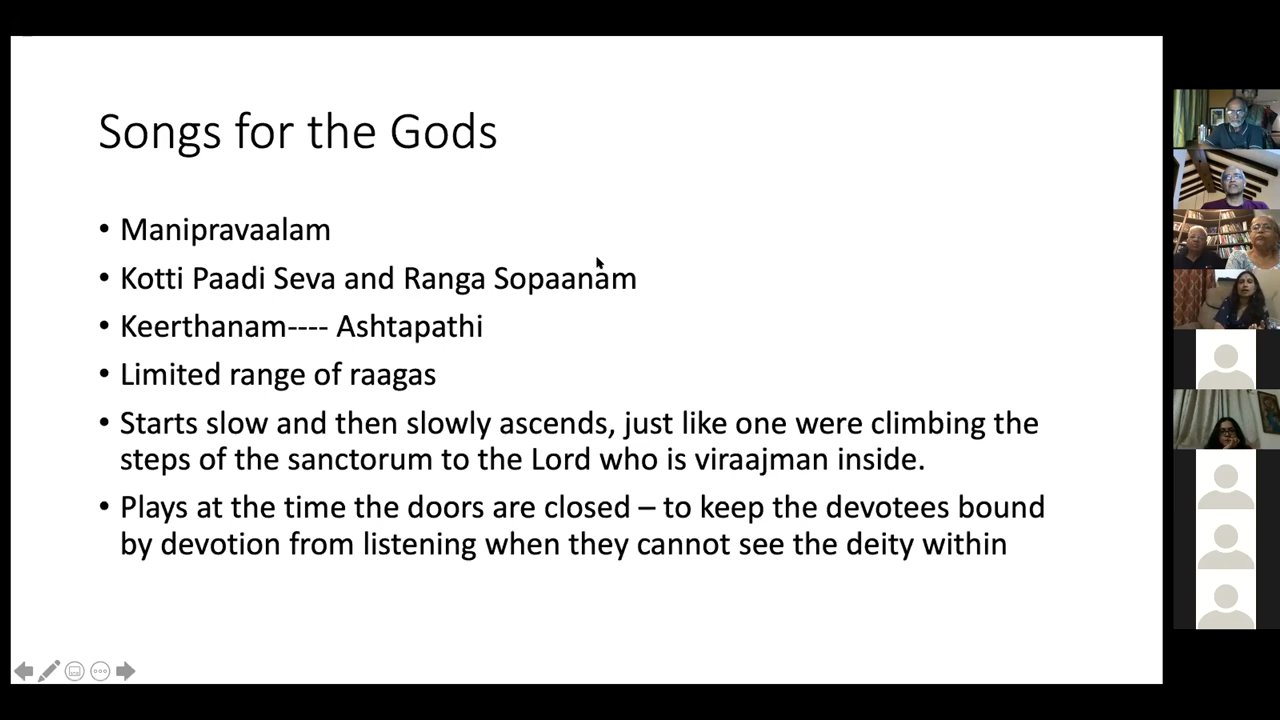 Songs for the Gods
• Manipravaalam
• Kotti Paadi Seva and Ranga Sopaanam
• Keerthanam---- Ashtapathi
• Limited range of raagas
• Starts slow and then slowly ascends, just like one were climbing the
steps of the sanctorum to the Lord who is viraajman inside.
• Plays at the time the doors are closed – to keep the devotees bound
by devotion from listening when they cannot see the deity within